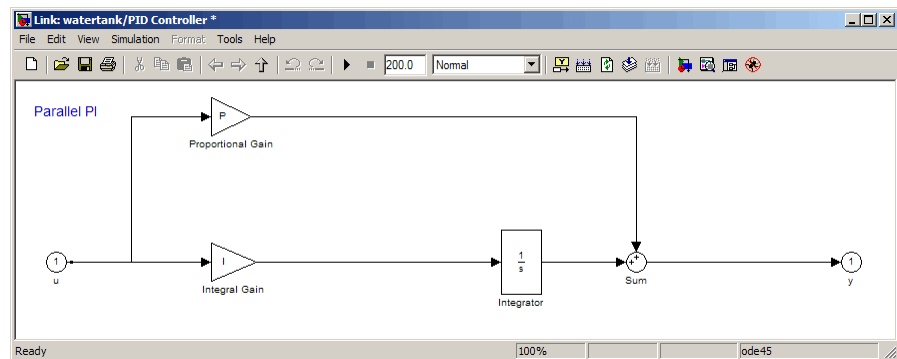 Link: watertank/PID Controller *
File Edit View Simulation Format Tools Help
200.0 Normal
Parallel PI
P
Proportional Gain
1
u
I
Integral Gain
1
s
Integrator
++
Sum
1
y
Ready 100% ode45